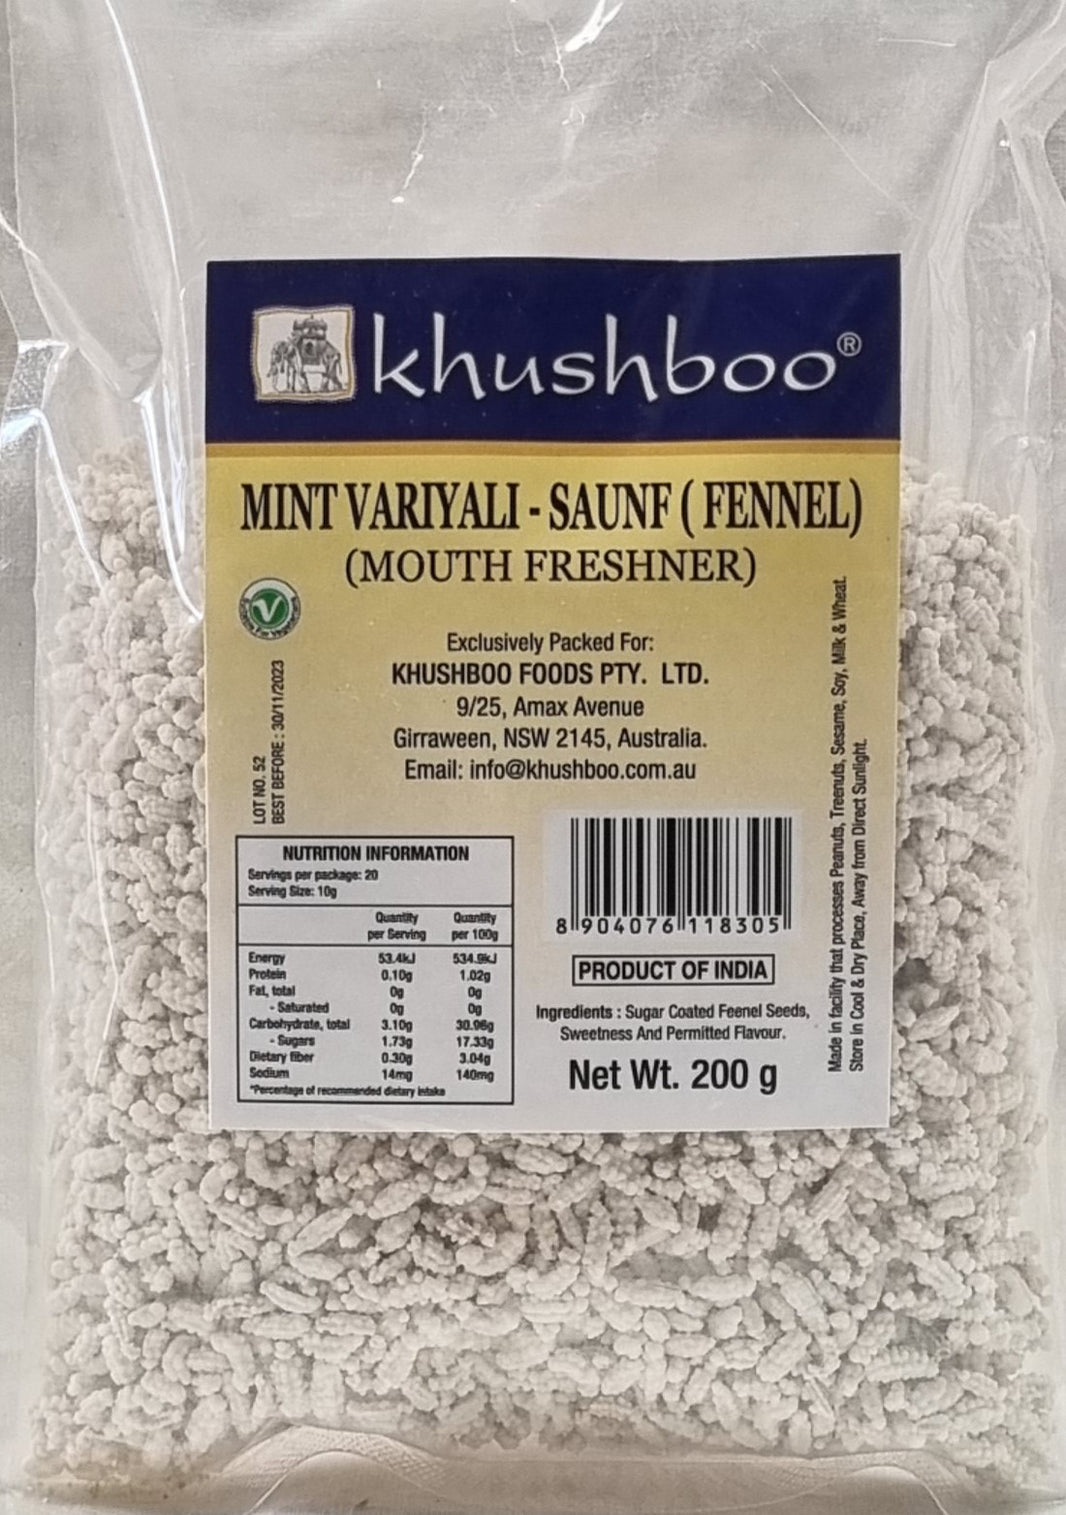 khushboo®
MINT VARIYALI - SAUNF ( FENNEL)
(MOUTH FRESHNER)
V
Exclusively Packed For:
KHUSHBOO FOODS PTY. LTD.
9/25, Amax Avenue
Girraween, NSW 2145, Australia.
Email: info@khushboo.com.au
LOT NO. 52
BEST BEFORE : 30/11/2023
NUTRITION INFORMATION
Servings per package: 20
Serving Size: 10g
Quantity per Serving Quantity per 100g
Energy 53.4kJ 534.9kJ
Protein 0.10g 1.02g
Fat, total 0g 0g
- Saturated 0g 0g
Carbohydrate, total 3.10g 30.96g
- Sugars 1.73g 17.33g
Dietary fiber 0.30g 3.04g
Sodium 14mg 140mg
*Percentage of recommended dietary intake
8 904076 118305
PRODUCT OF INDIA
Ingredients : Sugar Coated Feenel Seeds,
Sweetness And Permitted Flavour.
Net Wt. 200 g
Made in facility that processes Peanuts, Treenuts, Sesame, Soy, Milk & Wheat.
Store in Cool & Dry Place, Away from Direct Sunlight.